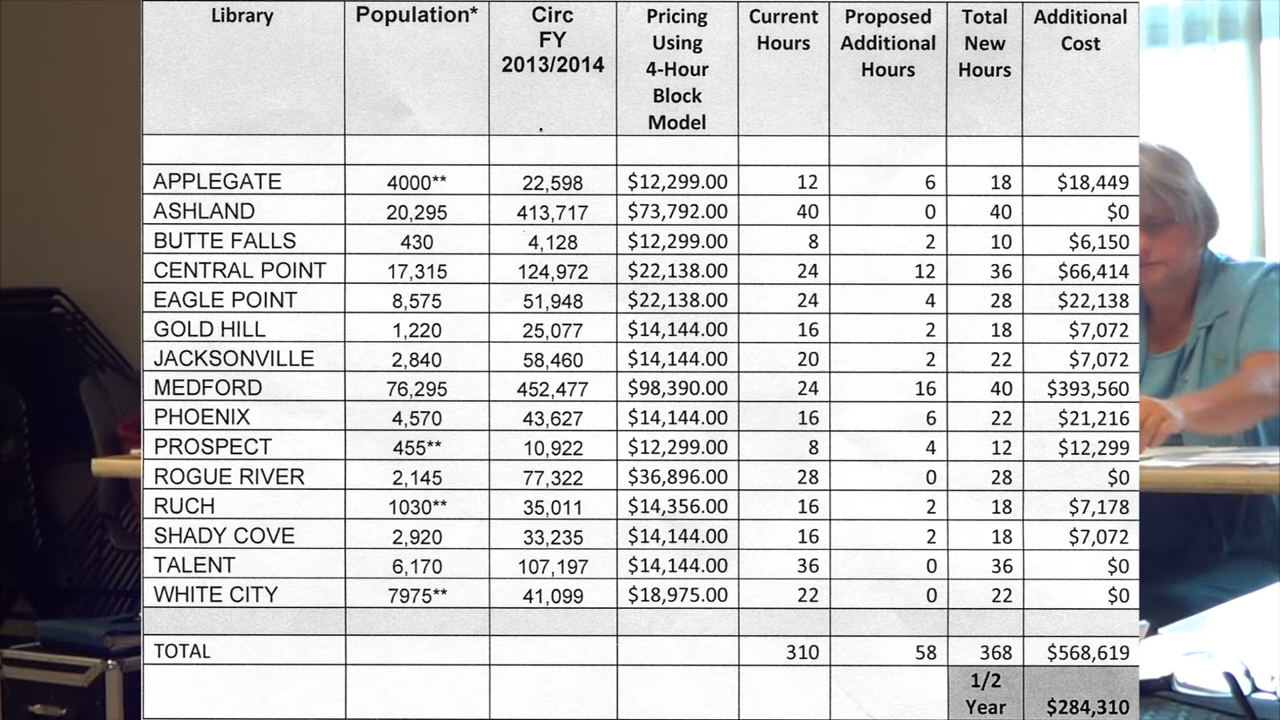 Library Population* Circ FY 2013/2014 Pricing Using 4-Hour Block Model Current Hours Proposed Additional Hours Total New Hours Additional Cost
APPLEGATE 4000** 22,598 $12,299.00 12 6 18 $18,449
ASHLAND 20,295 413,717 $73,792.00 40 0 40 $0
BUTTE FALLS 430 4,128 $12,299.00 8 2 10 $6,150
CENTRAL POINT 17,315 124,972 $22,138.00 24 12 36 $66,414
EAGLE POINT 8,575 51,948 $22,138.00 24 4 28 $22,138
GOLD HILL 1,220 25,077 $14,144.00 16 2 18 $7,072
JACKSONVILLE 2,840 58,460 $14,144.00 20 2 22 $7,072
MEDFORD 76,295 452,477 $98,390.00 24 16 40 $393,560
PHOENIX 4,570 43,627 $14,144.00 16 6 22 $21,216
PROSPECT 455** 10,922 $12,299.00 8 4 12 $12,299
ROGUE RIVER 2,145 77,322 $36,896.00 28 0 28 $0
RUCH 1030** 35,011 $14,356.00 16 2 18 $7,178
SHADY COVE 2,920 33,235 $14,144.00 16 2 18 $7,072
TALENT 6,170 107,197 $14,144.00 36 0 36 $0
WHITE CITY 7975** 41,099 $18,975.00 22 0 22 $0
TOTAL 310 58 368 $568,619
1/2 Year $284,310